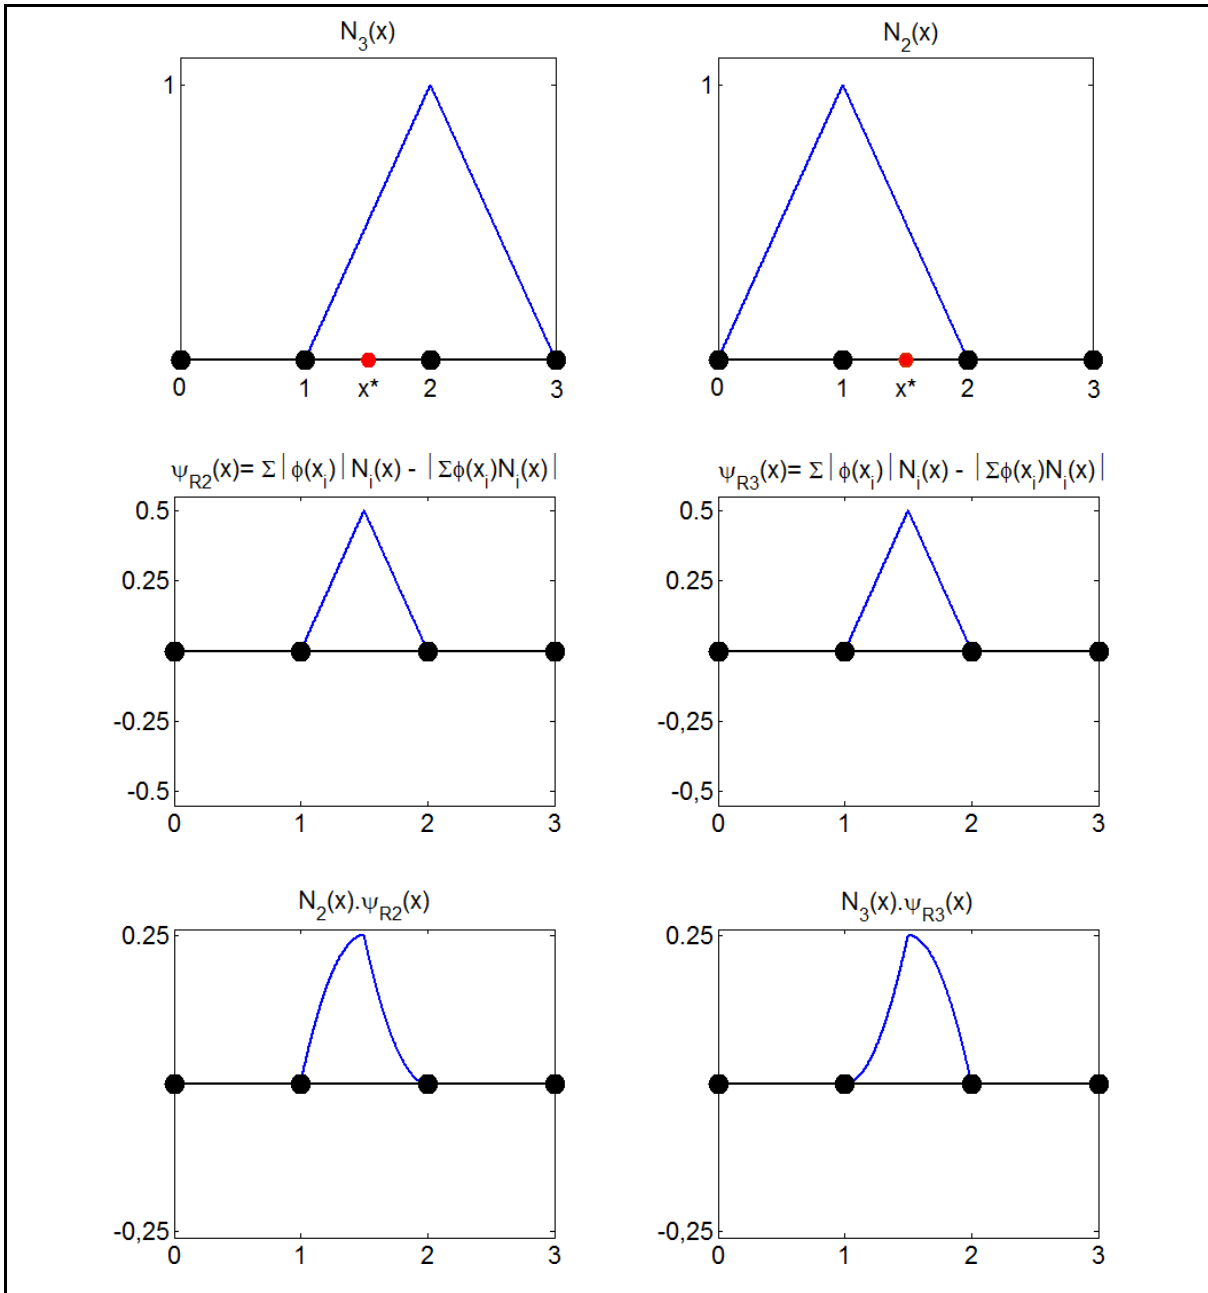 N3(x)
N2(x)
1
1
0 1 x* 2 3
0 1 x* 2 3
ψR2(x)= Σ|ϕ(xi)|Ni(x) - |Σϕ(xi)Ni(x)|
ψR3(x)= Σ|ϕ(xi)|Ni(x) - |Σϕ(xi)Ni(x)|
0.5
0.25
-0.25
-0.5
0 1 2 3
0.5
0.25
-0,25
-0,5
0 1 2 3
N2(x).ψR2(x)
N3(x).ψR3(x)
0.25
-0,25
0 1 2 3
0.25
-0,25
0 1 2 3